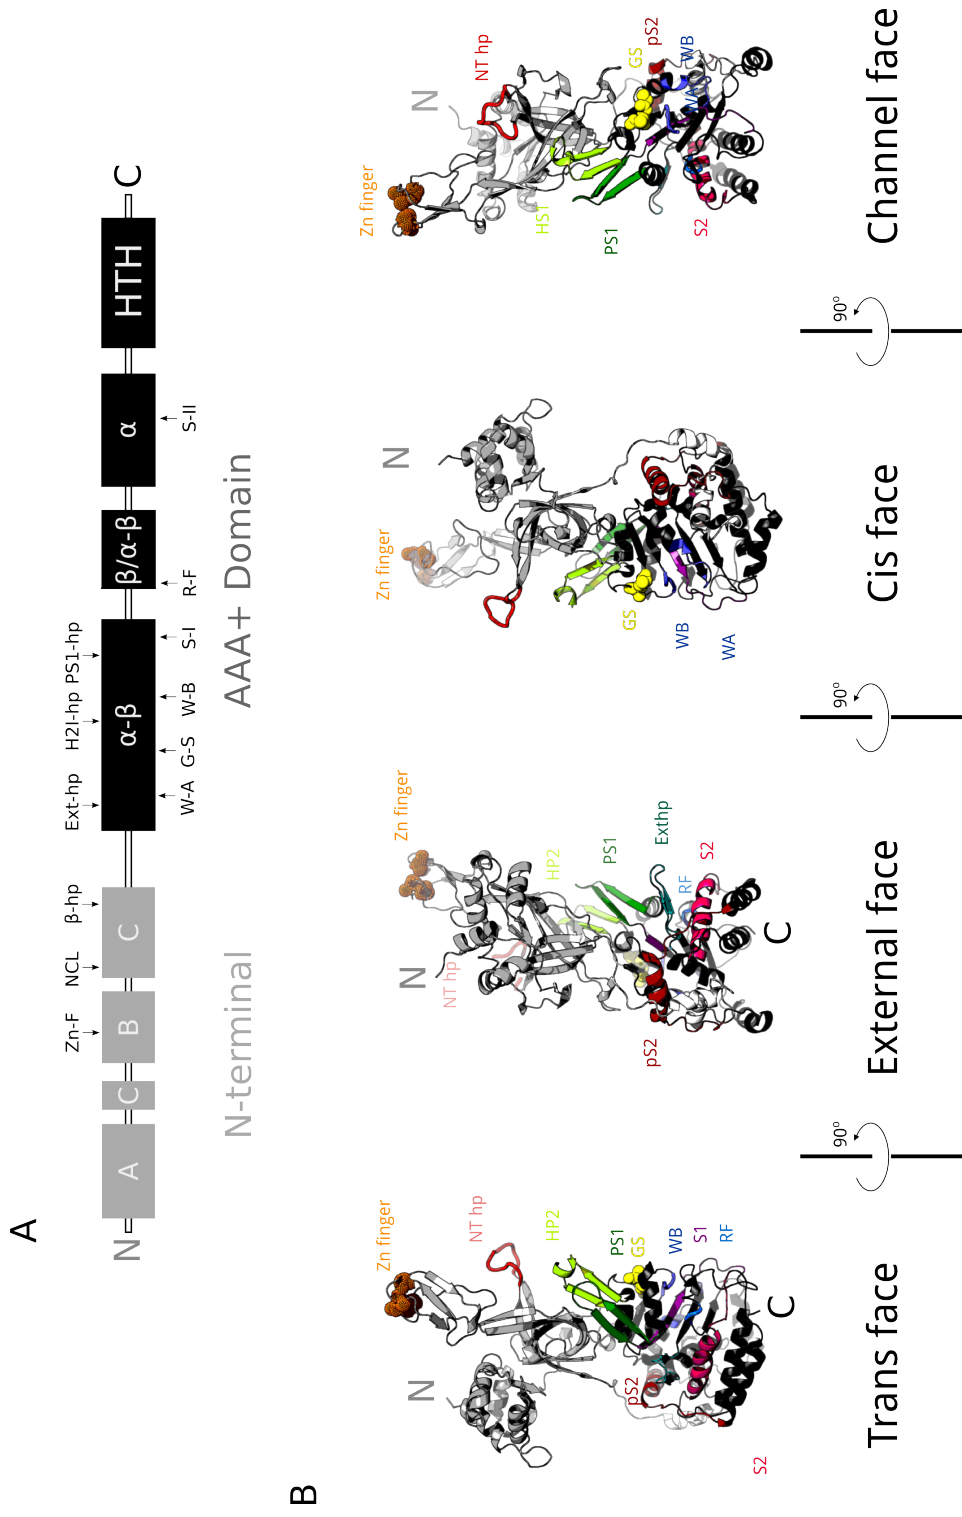 A
N
A
C
B
C
α-β
β/α-β
α
HTH
C
Zn-F
NCL
β-hp
Ext-hp
H2I-hp
PS1-hp
W-A
G-S
W-B
S-I
R-F
S-II
N-terminal
AAA+ Domain
B
Zn finger
N
NT hp
HP2
PS1
GS
WB
S1
RF
pS2
S2
C
Trans face
90°
Zn finger
N
NT hp
HP2
PS1
Exthp
RF
S2
pS2
C
External face
90°
Zn finger
N
GS
WB
WA
Cis face
90°
Zn finger
N
NT hp
HS1
PS1
GS
pS2
WB
WA
S2
Channel face